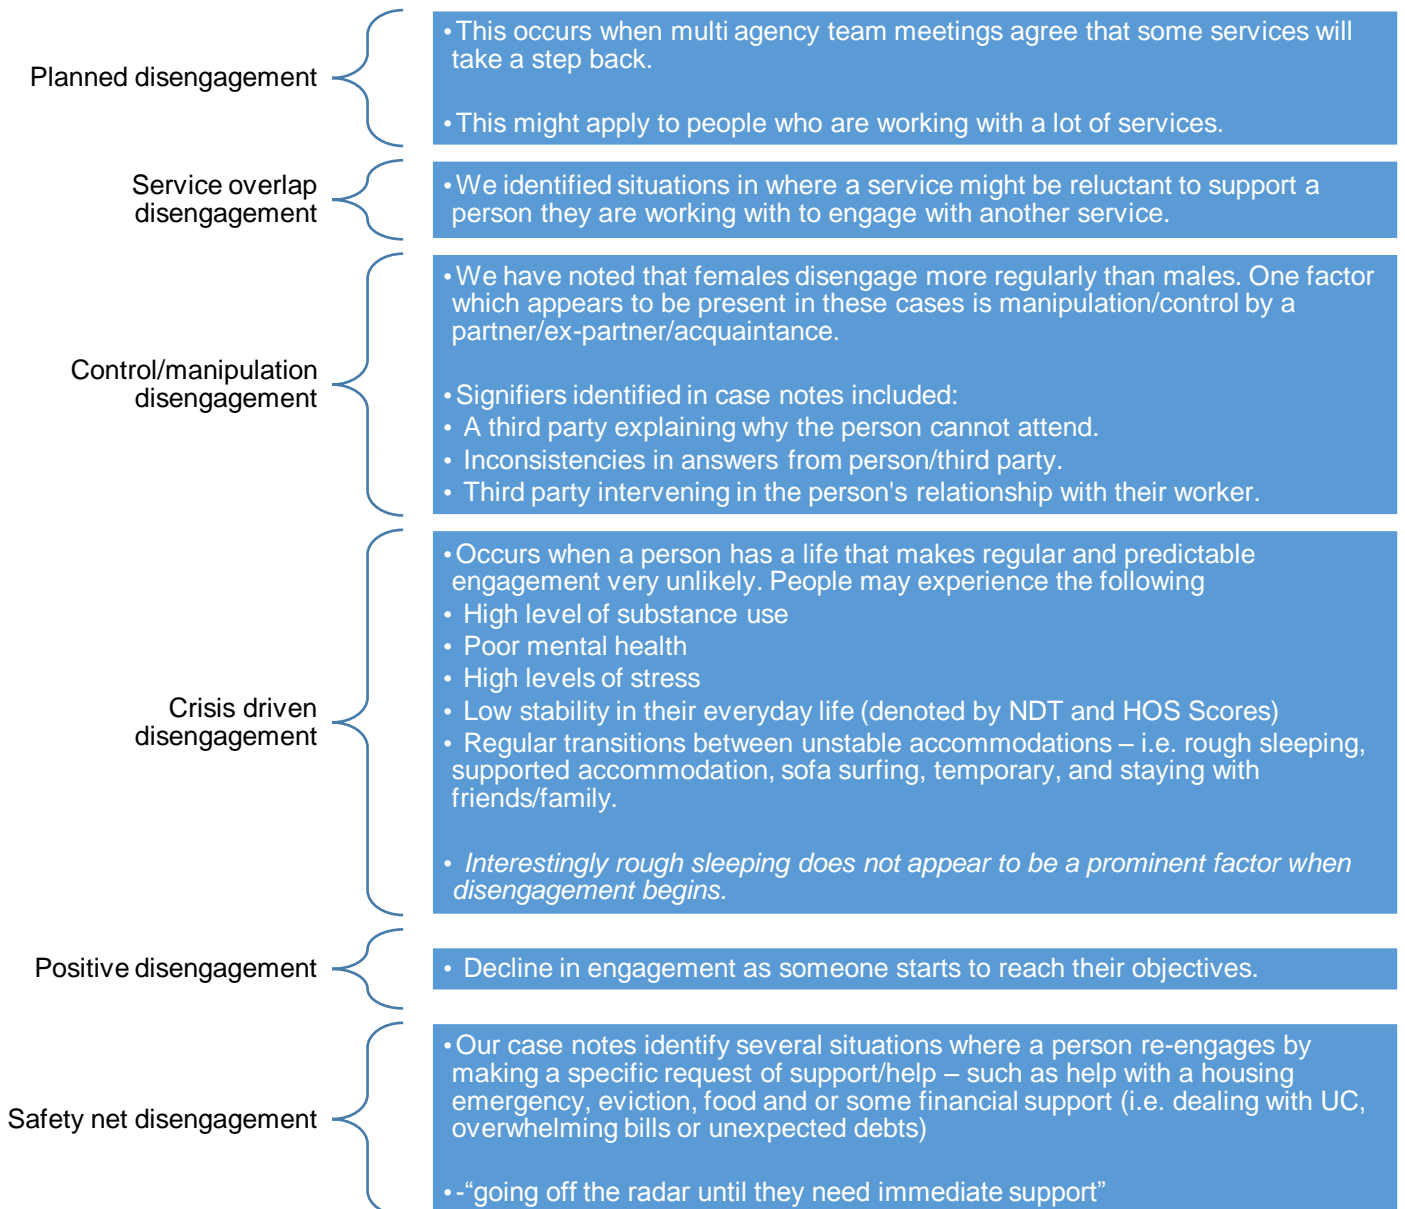 Planned disengagement
•This occurs when multi agency team meetings agree that some services will
take a step back.
•This might apply to people who are working with a lot of services.
Service overlap
disengagement
•We identified situations in where a service might be reluctant to support a
person they are working with to engage with another service.
Control/manipulation
disengagement
•We have noted that females disengage more regularly than males. One factor
which appears to be present in these cases is manipulation/control by a
partner/ex-partner/acquaintance.
•Signifiers identified in case notes included:
• A third party explaining why the person cannot attend.
• Inconsistencies in answers from person/third party.
• Third party intervening in the person's relationship with their worker.
Crisis driven
disengagement
•Occurs when a person has a life that makes regular and predictable
engagement very unlikely. People may experience the following
• High level of substance use
• Poor mental health
• High levels of stress
• Low stability in their everyday life (denoted by NDT and HOS Scores)
• Regular transitions between unstable accommodations – i.e. rough sleeping,
supported accommodation, sofa surfing, temporary, and staying with
friends/family.
• Interestingly rough sleeping does not appear to be a prominent factor when
disengagement begins.
Positive disengagement
• Decline in engagement as someone starts to reach their objectives.
Safety net disengagement
•Our case notes identify several situations where a person re-engages by
making a specific request of support/help – such as help with a housing
emergency, eviction, food and or some financial support (i.e. dealing with UC,
overwhelming bills or unexpected debts)
•-“going off the radar until they need immediate support”